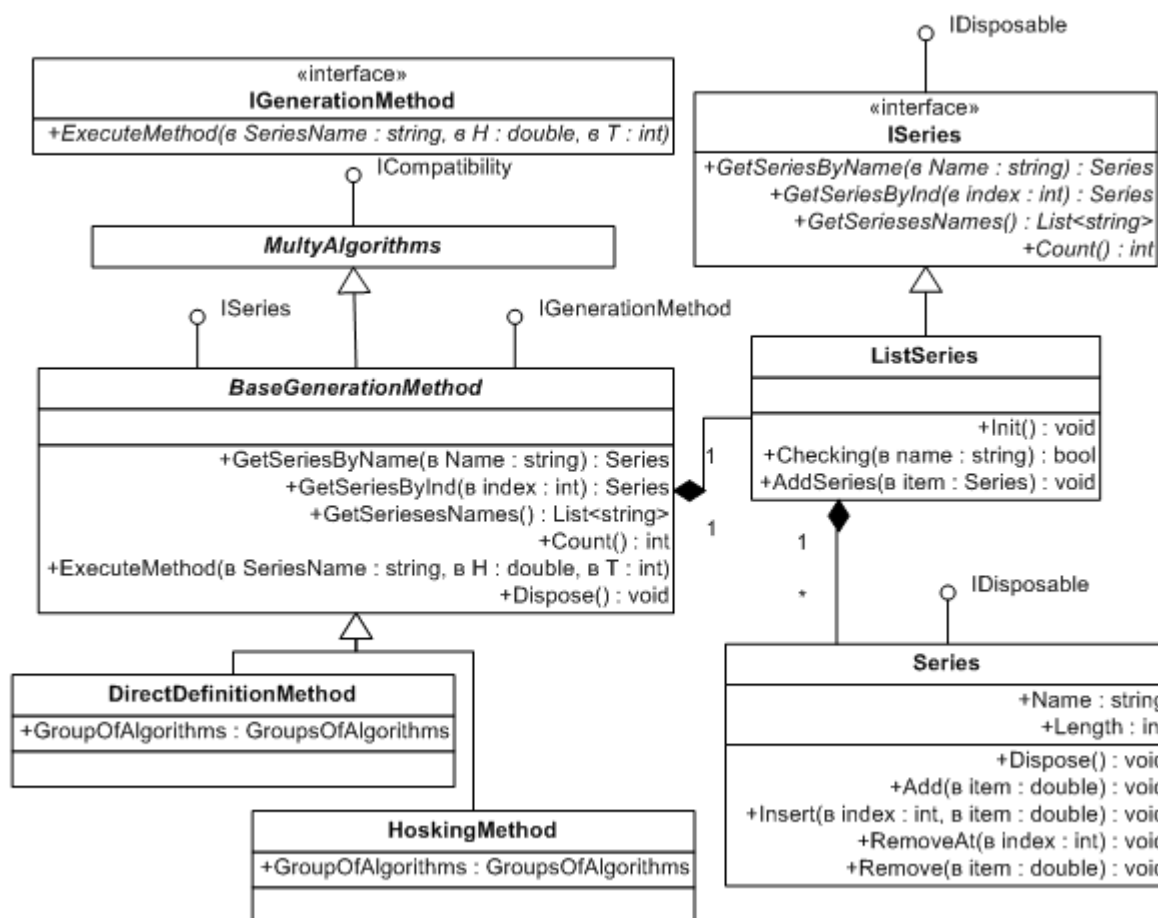 IDisposable
«interface»
IGenerationMethod
+ExecuteMethod(в SeriesName : string, в H : double, в T : int)
«interface»
ISeries
+GetSeriesByName(в Name : string) : Series
+GetSeriesByInd(в index : int) : Series
+GetSeriesesNames() : List<string>
+Count() : int
ICompatibility
MultyAlgorithms
ISeries
IGenerationMethod
ListSeries
+Init() : void
+Checking(в name : string) : bool
+AddSeries(в item : Series) : void
BaseGenerationMethod
+GetSeriesByName(в Name : string) : Series
+GetSeriesByInd(в index : int) : Series
+GetSeriesesNames() : List<string>
+Count() : int
+ExecuteMethod(в SeriesName : string, в H : double, в T : int)
+Dispose() : void
1
1
1
*
IDisposable
Series
+Name : string
+Length : in
+Dispose() : void
+Add(в item : double) : void
+Insert(в index : int, в item : double) : void
+RemoveAt(в index : int) : void
+Remove(в item : double) : void
DirectDefinitionMethod
+GroupOfAlgorithms : GroupsOfAlgorithms
HoskingMethod
+GroupOfAlgorithms : GroupsOfAlgorithms